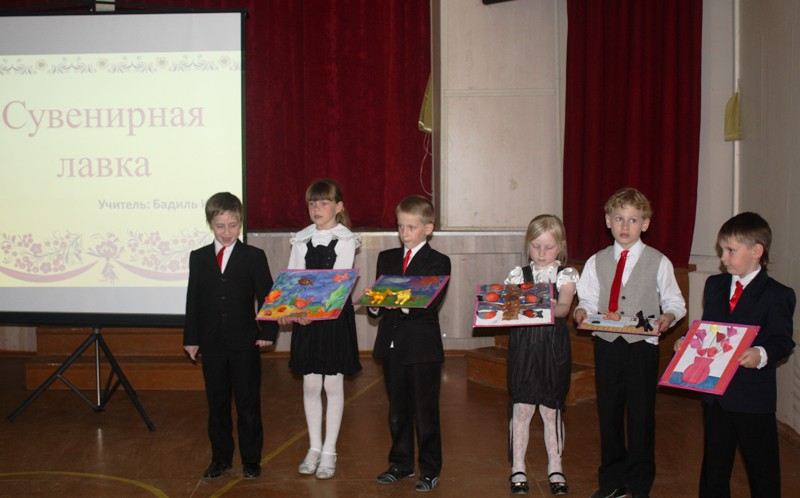 Сувенирная
лавка
Учитель: Бадиль